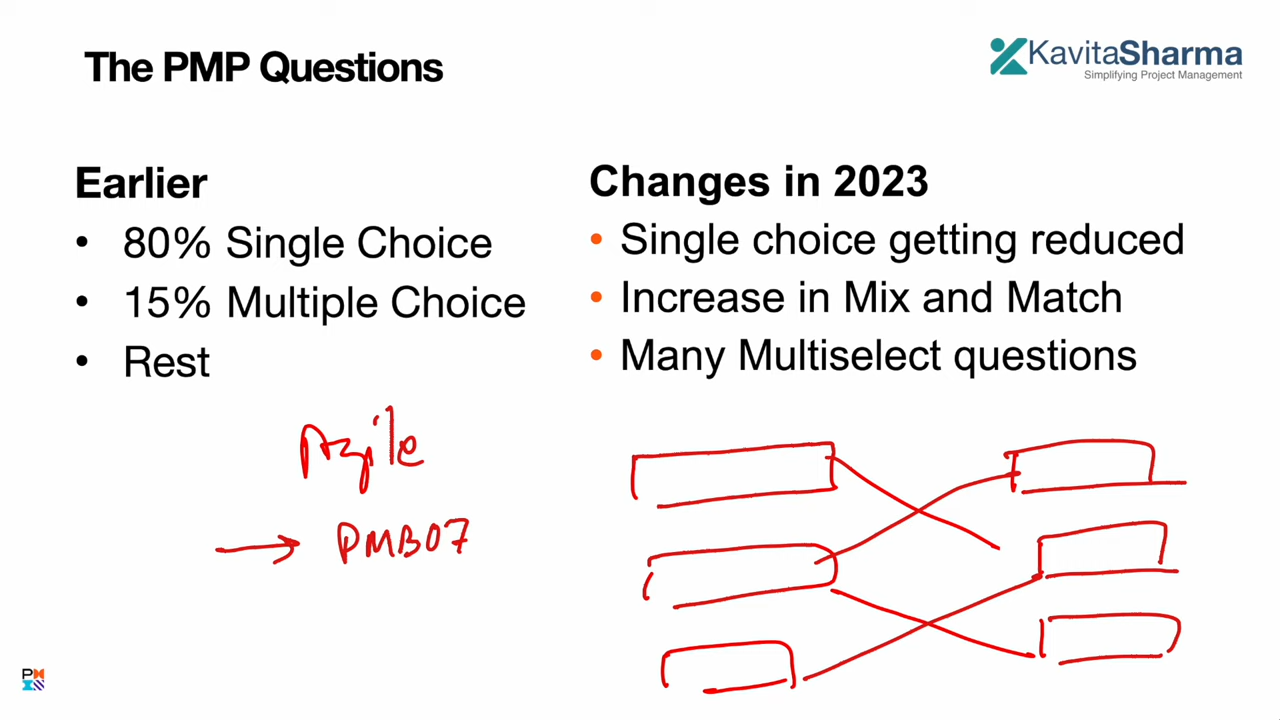 The PMP Questions
KavitaSharma
Simplifying Project Management
Earlier
• 80% Single Choice
• 15% Multiple Choice
• Rest
Changes in 2023
• Single choice getting reduced
• Increase in Mix and Match
• Many Multiselect questions
Agile
→ PMBO7